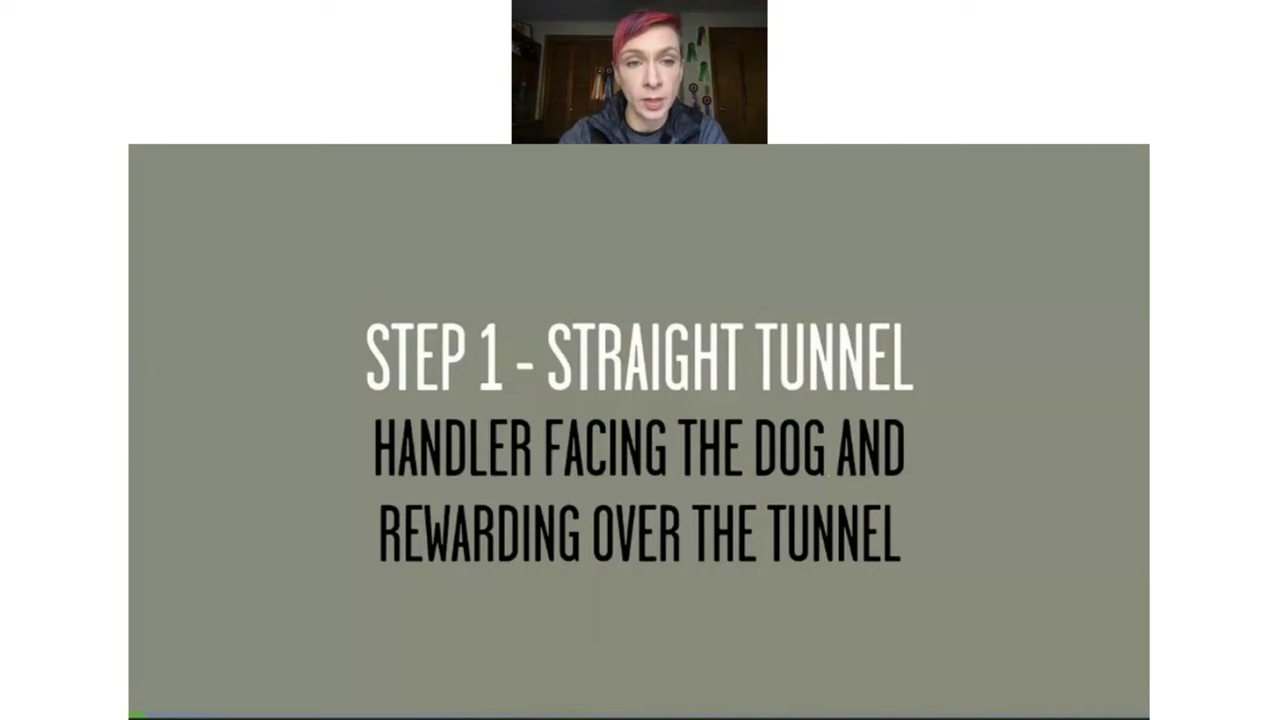 STEP 1 - STRAIGHT TUNNEL
HANDLER FACING THE DOG AND
REWARDING OVER THE TUNNEL